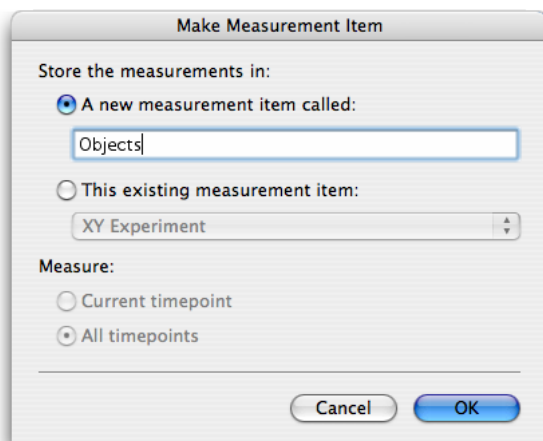 Make Measurement Item
Store the measurements in:
A new measurement item called:
Objects
This existing measurement item:
XY Experiment
Measure:
Current timepoint
All timepoints
Cancel OK